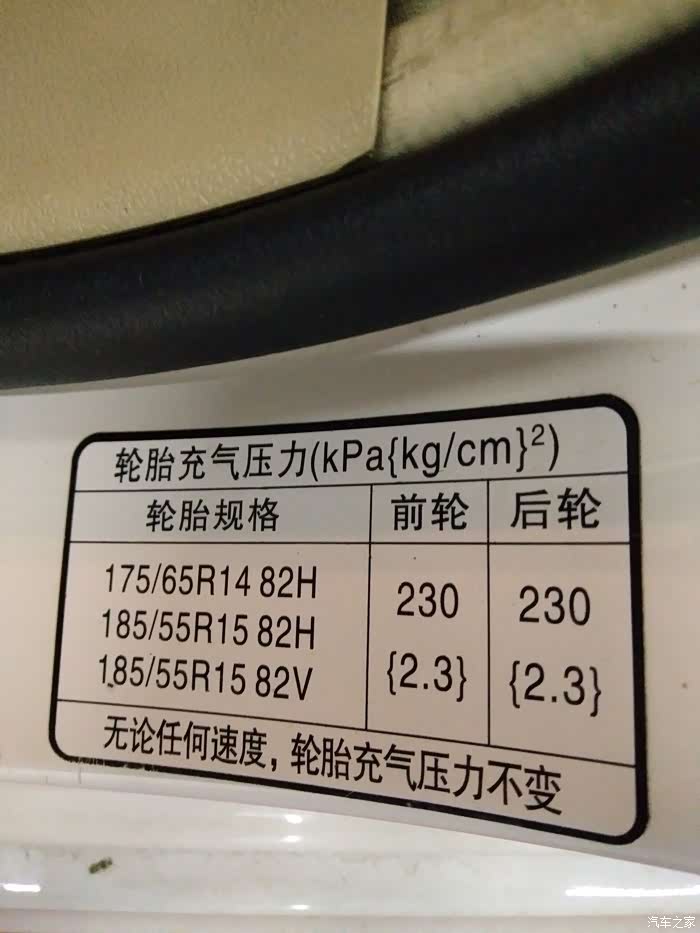 轮胎充气压力(kPa{kg/cm}²)
轮胎规格 前轮 后轮
175/65R14 82H
185/55R15 82H
185/55R15 82V
230 230
{2.3} {2.3}
无论任何速度，轮胎充气压力不变
汽车之家